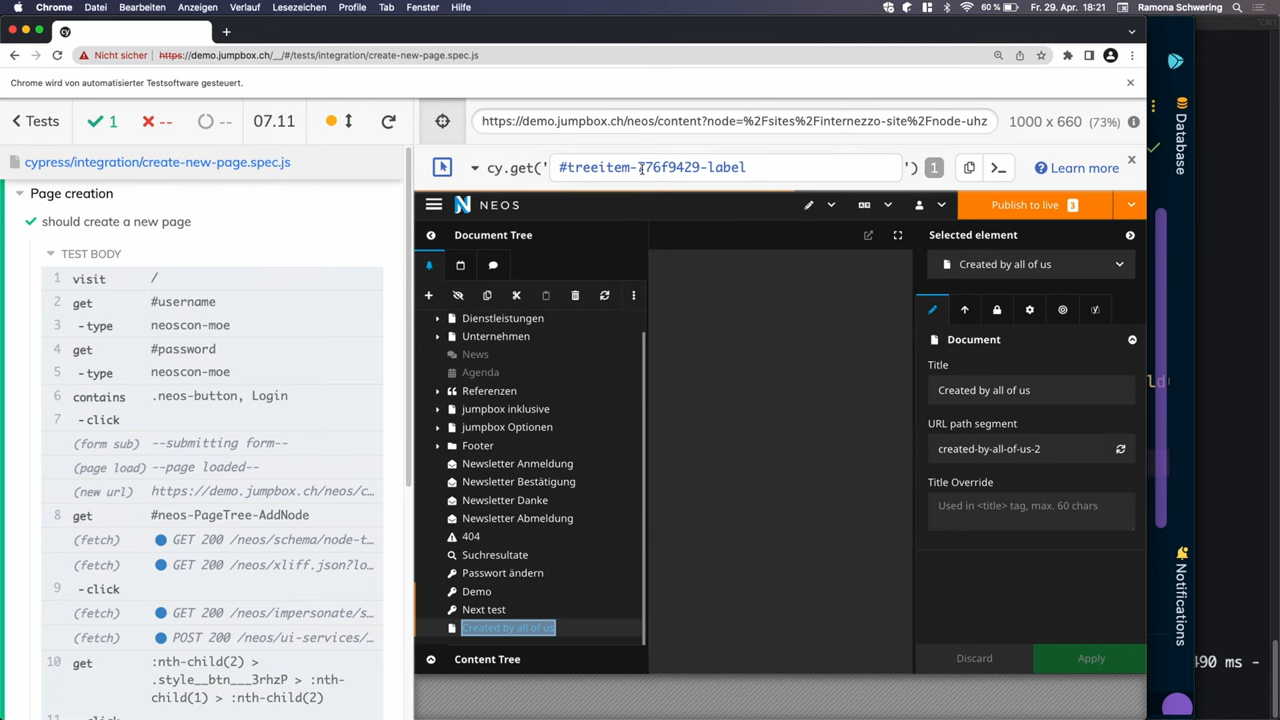 Chrome Datei Bearbeiten Anzeigen Verlauf Lesezeichen Profile Tab Fenster Hilfe 60 % Fr. 29. Apr. 18:21 Ramona Schwering
cy
Nicht sicher https://demo.jumpbox.ch/__/#/tests/integration/create-new-page.spec.js
Chrome wird von automatisierter Testsoftware gesteuert.
Tests 1 -- -- 07.11 https://demo.jumpbox.ch/neos/content?node=%2Fsites%2Finternezzo-site%2Fnode-uhz 1000 x 660 (73%)
cypress/integration/create-new-page.spec.js
cy.get(' #treeitem-776f9429-label ') 1 Learn more
Page creation
should create a new page
TEST BODY
1 visit /
2 get #username
-type neoscon-moe
4 get #password
5 -type neoscon-moe
6 contains .neos-button, Login
7 -click
(form sub) --submitting form--
(page load) --page loaded--
(new url) https://demo.jumpbox.ch/neos/c…
8 get #neos-PageTree-AddNode
(fetch) GET 200 /neos/schema/node-t…
(fetch) GET 200 /neos/xliff.json?lo…
9 -click
(fetch) GET 200 /neos/impersonate/s…
(fetch) POST 200 /neos/ui-services/…
10 get :nth-child(2) >
.style__btn___3rhzP > :nth-
child(1) > :nth-child(2)
NEOS
Publish to live 3
Document Tree
Dienstleistungen
Unternehmen
News
Agenda
Referenzen
jumpbox inklusive
jumpbox Optionen
Footer
Newsletter Anmeldung
Newsletter Bestätigung
Newsletter Danke
Newsletter Abmeldung
404
Suchresultate
Passwort ändern
Demo
Next test
Created by all of us
Content Tree
Selected element
Created by all of us
Document
Title
Created by all of us
URL path segment
created-by-all-of-us-2
Title Override
Used in <title> tag, max. 60 chars
Discard Apply
Database
Notifications
490 ms -